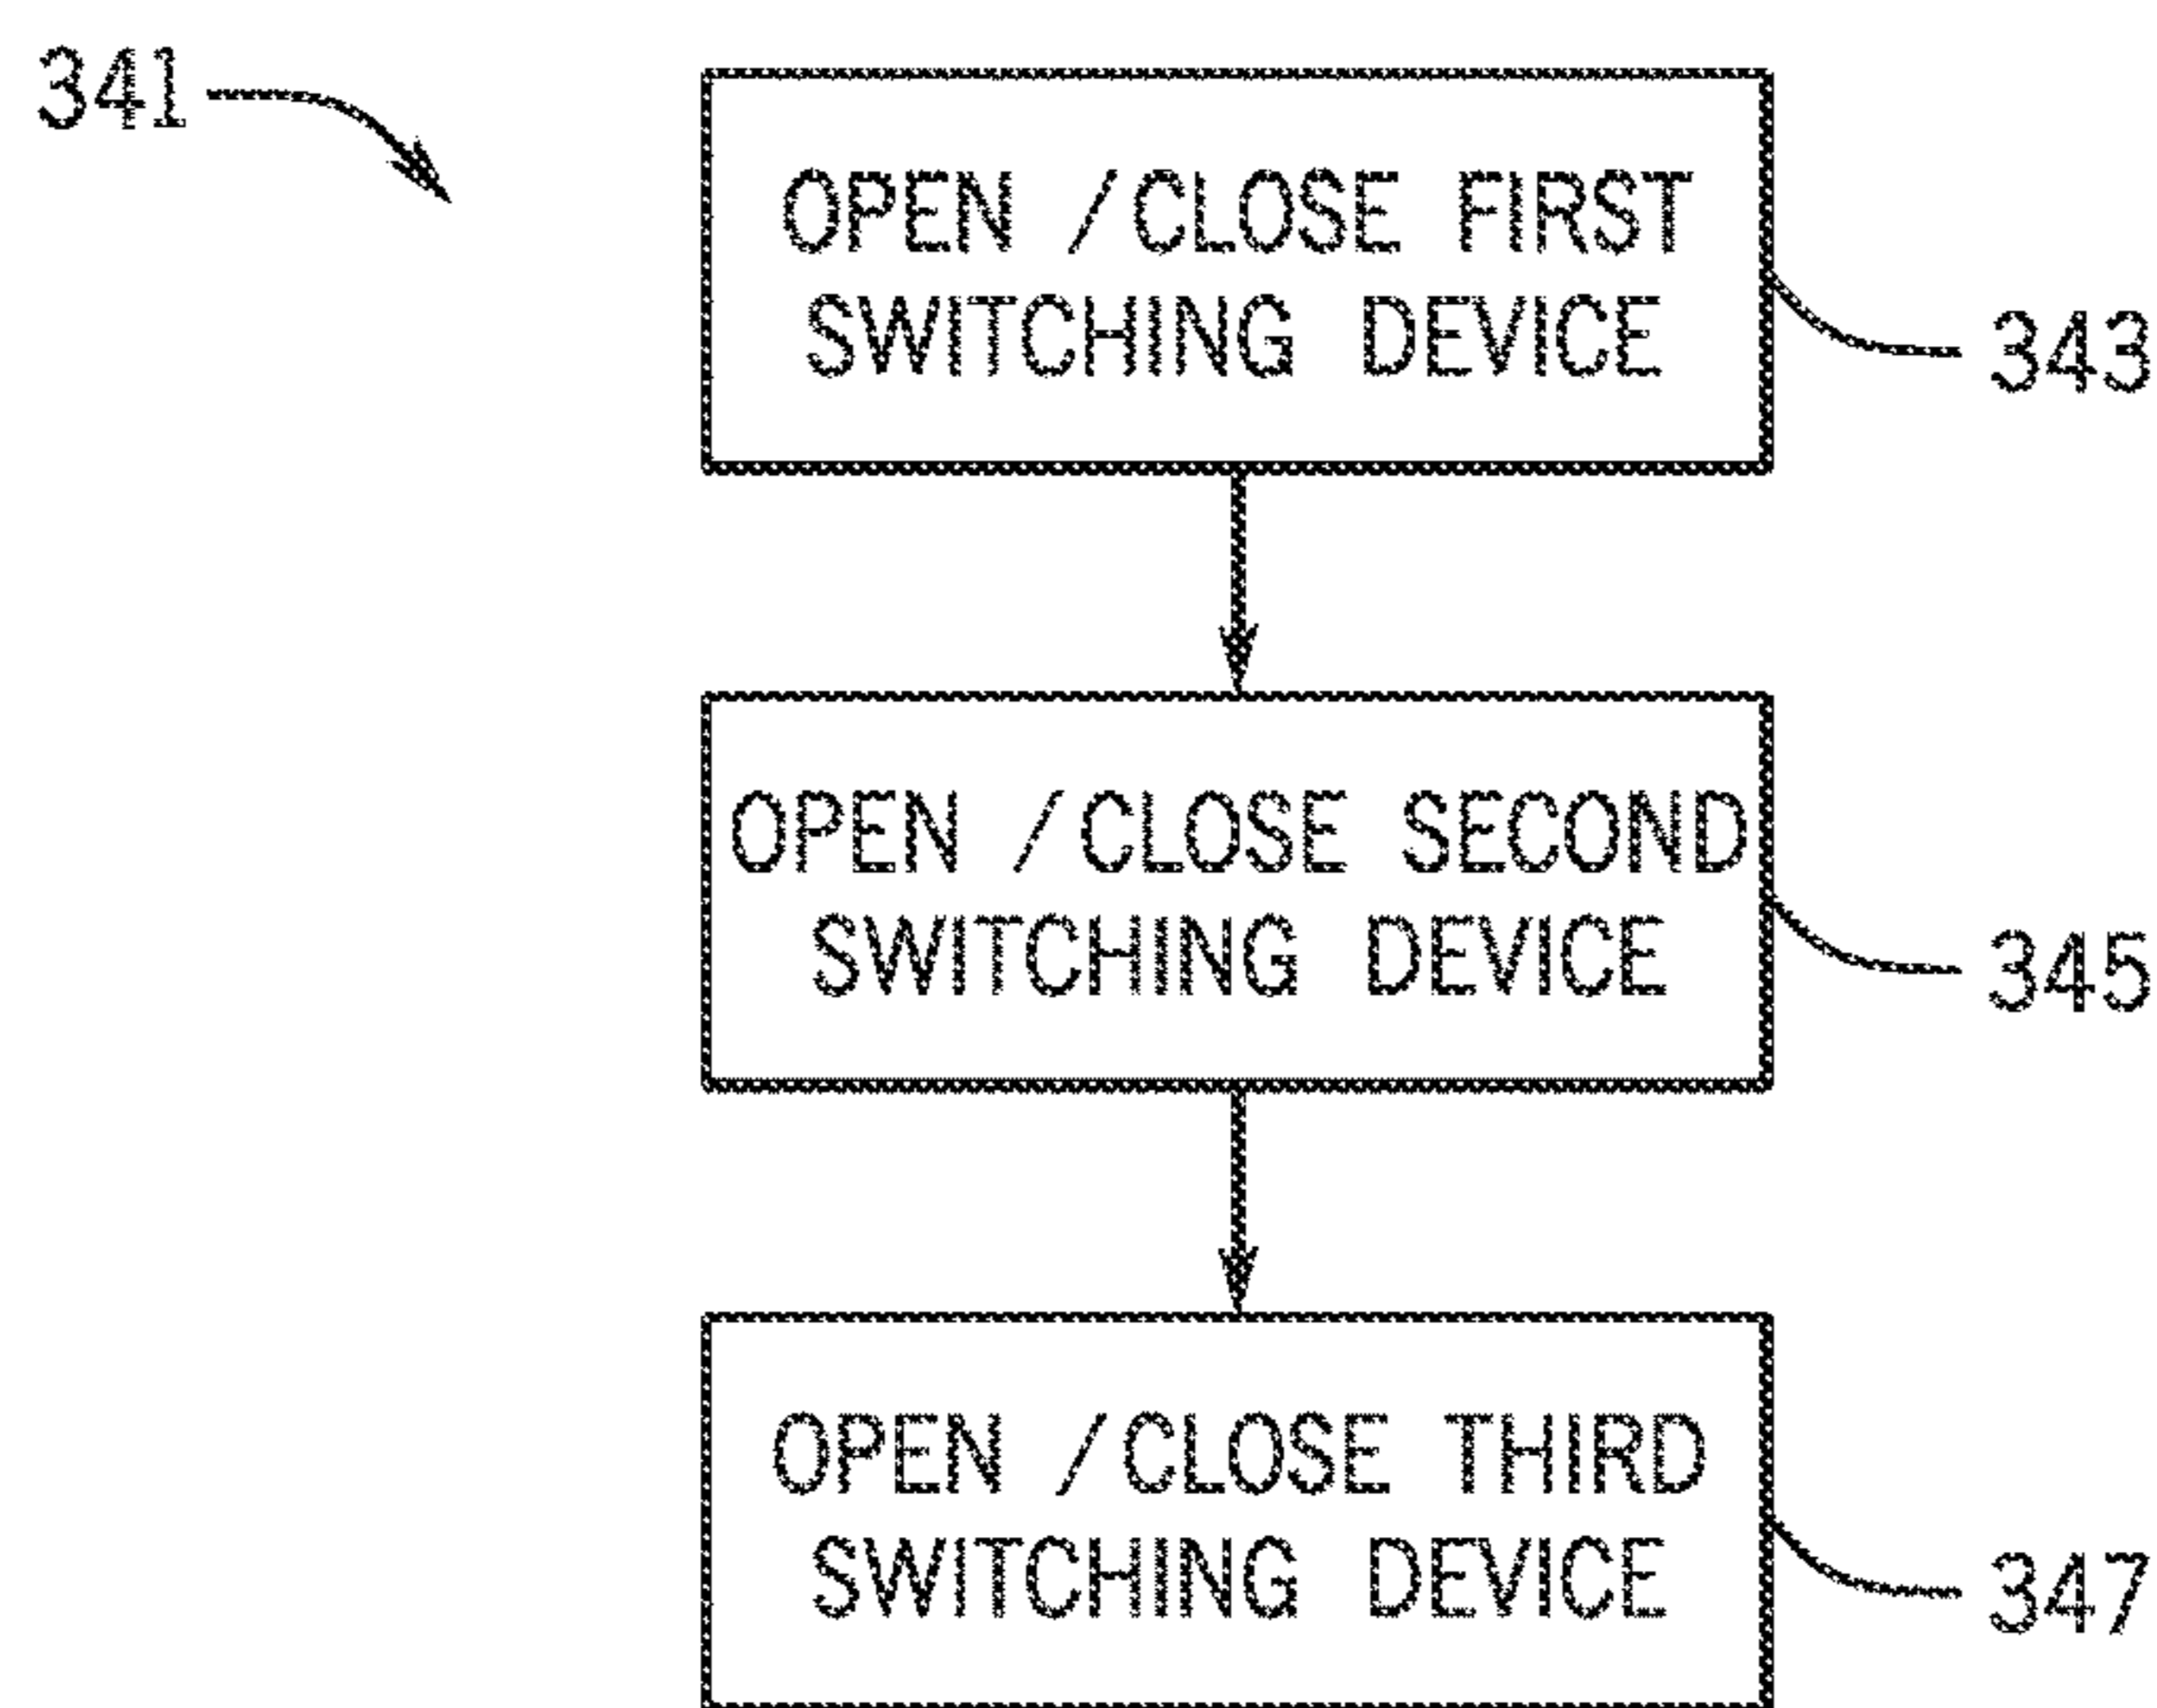 341
OPEN /CLOSE FIRST
SWITCHING DEVICE
343
OPEN /CLOSE SECOND
SWITCHING DEVICE
345
OPEN /CLOSE THIRD
SWITCHING DEVICE
347